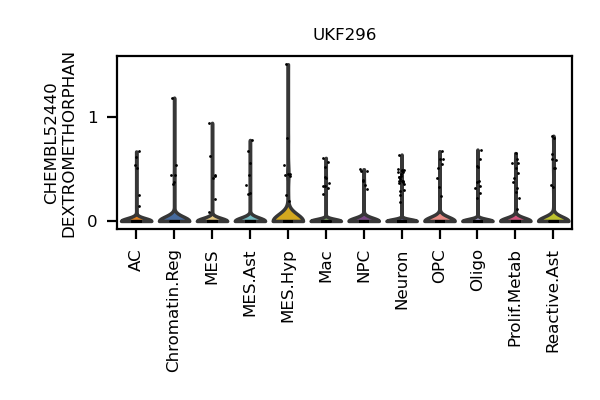 UKF296
CHEMBL52440
DEXTROMETHORPHAN
1
0
AC
Chromatin.Reg
MES
MES.Ast
MES.Hyp
Mac
NPC
Neuron
OPC
Oligo
Prolif.Metab
Reactive.Ast